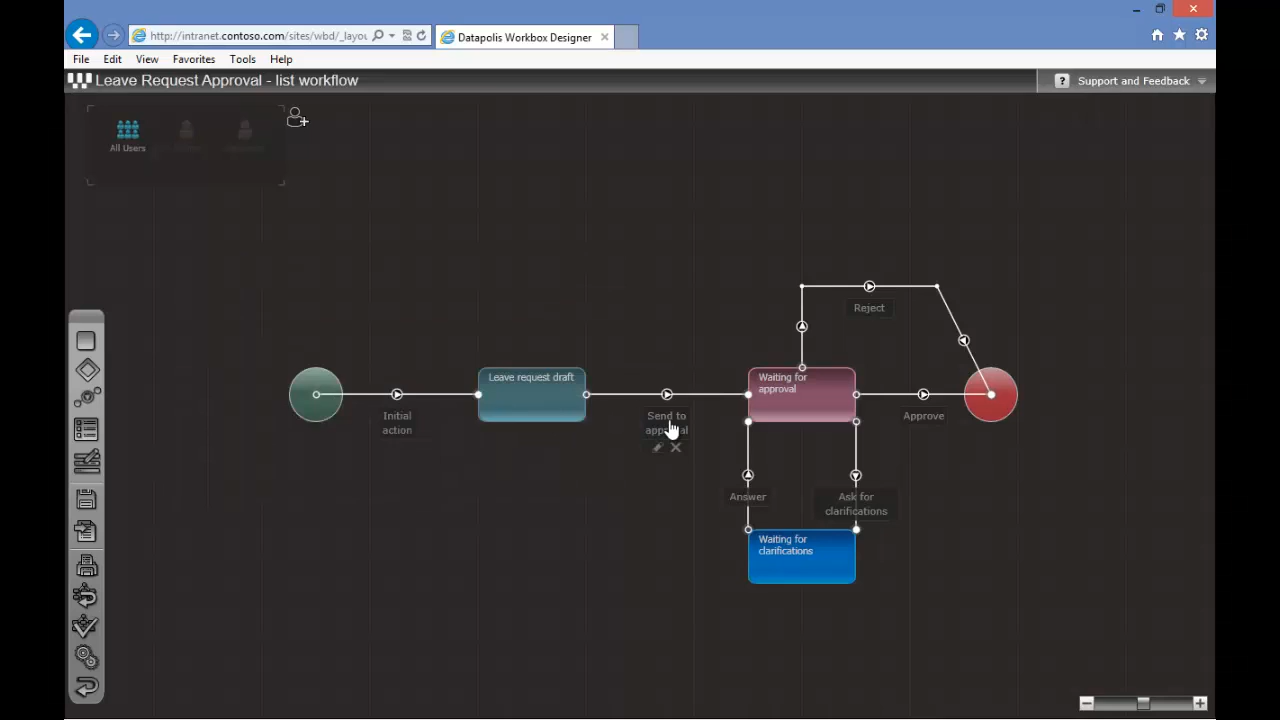 http://intranet.contoso.com/sites/wbd/_layou
Datapolis Workbox Designer
File Edit View Favorites Tools Help
Leave Request Approval - list workflow
? Support and Feedback
All Users
Reject
Leave request draft
Waiting for
approval
Initial
action
Send to
Approve
Answer
Ask for
clarifications
Waiting for
clarifications